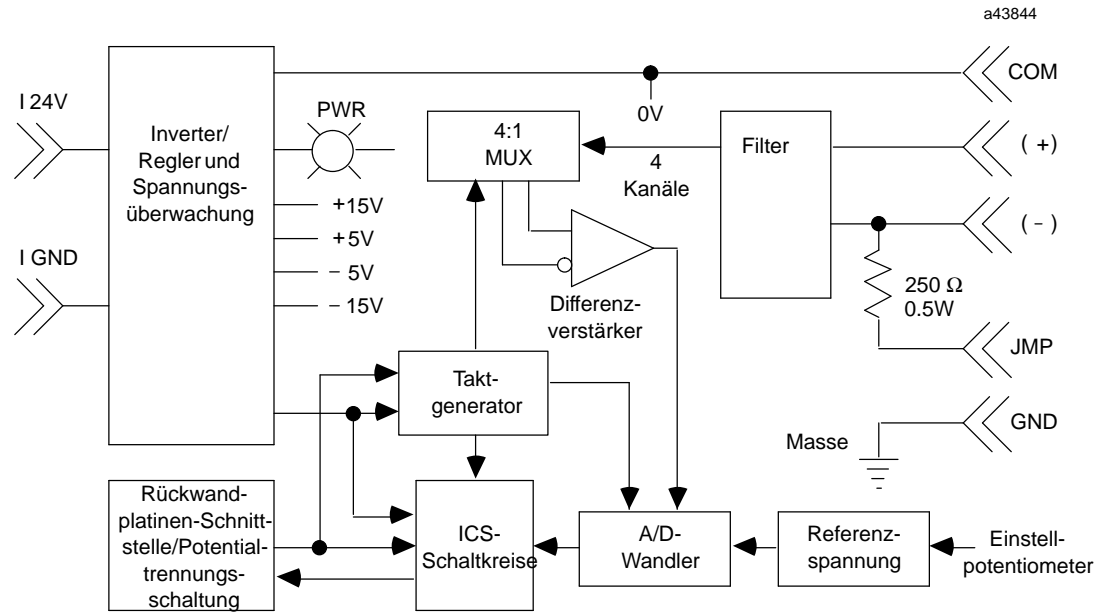 a43844
COM
I 24V
PWR
0V
4:1
MUX
Filter
( + )
Inverter/
Regler und
Spannungs-
überwachung
4
Kanäle
+15V
+5V
( - )
I GND
− 5V
− 15V
250 Ω
0.5W
Differenz-
verstärker
JMP
Takt-
generator
GND
Masse
Rückwand-
platinen-Schnitt-
stelle/Potential-
trennungs-
schaltung
ICS-
Schaltkreise
A/D-
Wandler
Referenz-
spannung
Einstell-
potentiometer